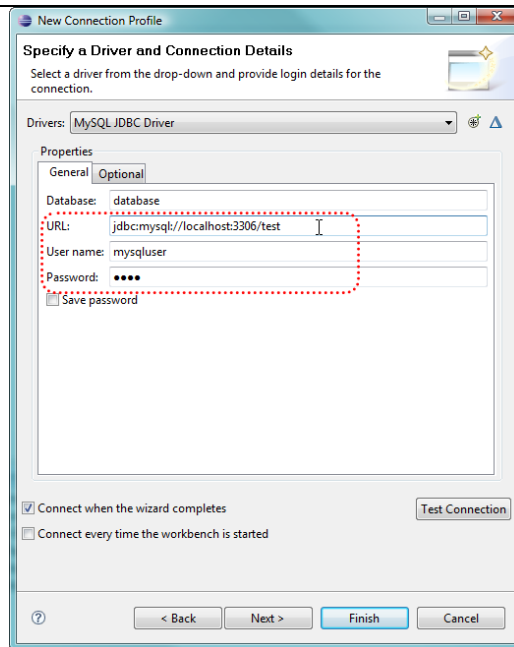 New Connection Profile
Specify a Driver and Connection Details
Select a driver from the drop-down and provide login details for the
connection.
Drivers: MySQL JDBC Driver
Properties
General Optional
Database: database
URL: jdbc:mysql://localhost:3306/test
User name: mysqluser
Password: ●●●●
Save password
Connect when the wizard completes Test Connection
Connect every time the workbench is started
? < Back Next > Finish Cancel